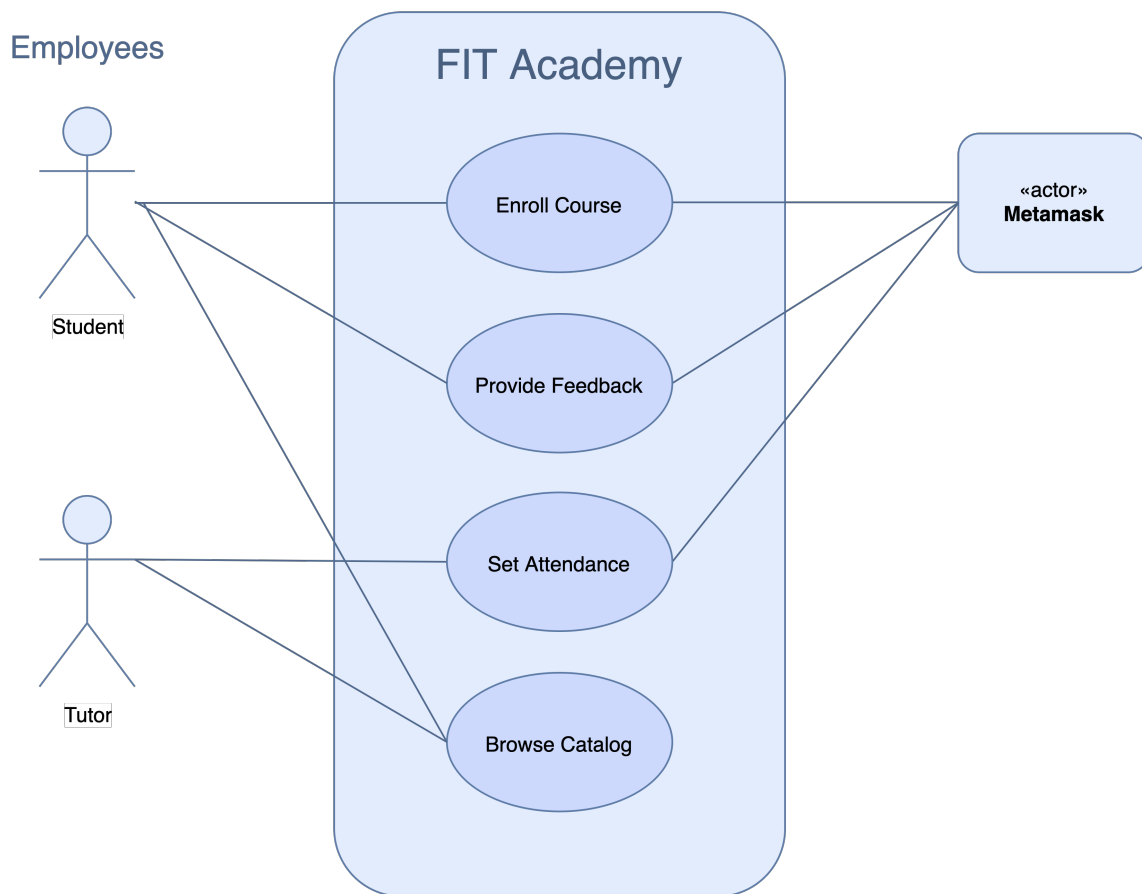 Employees
FIT Academy
Enroll Course
«actor»
Metamask
Student
Provide Feedback
Set Attendance
Tutor
Browse Catalog